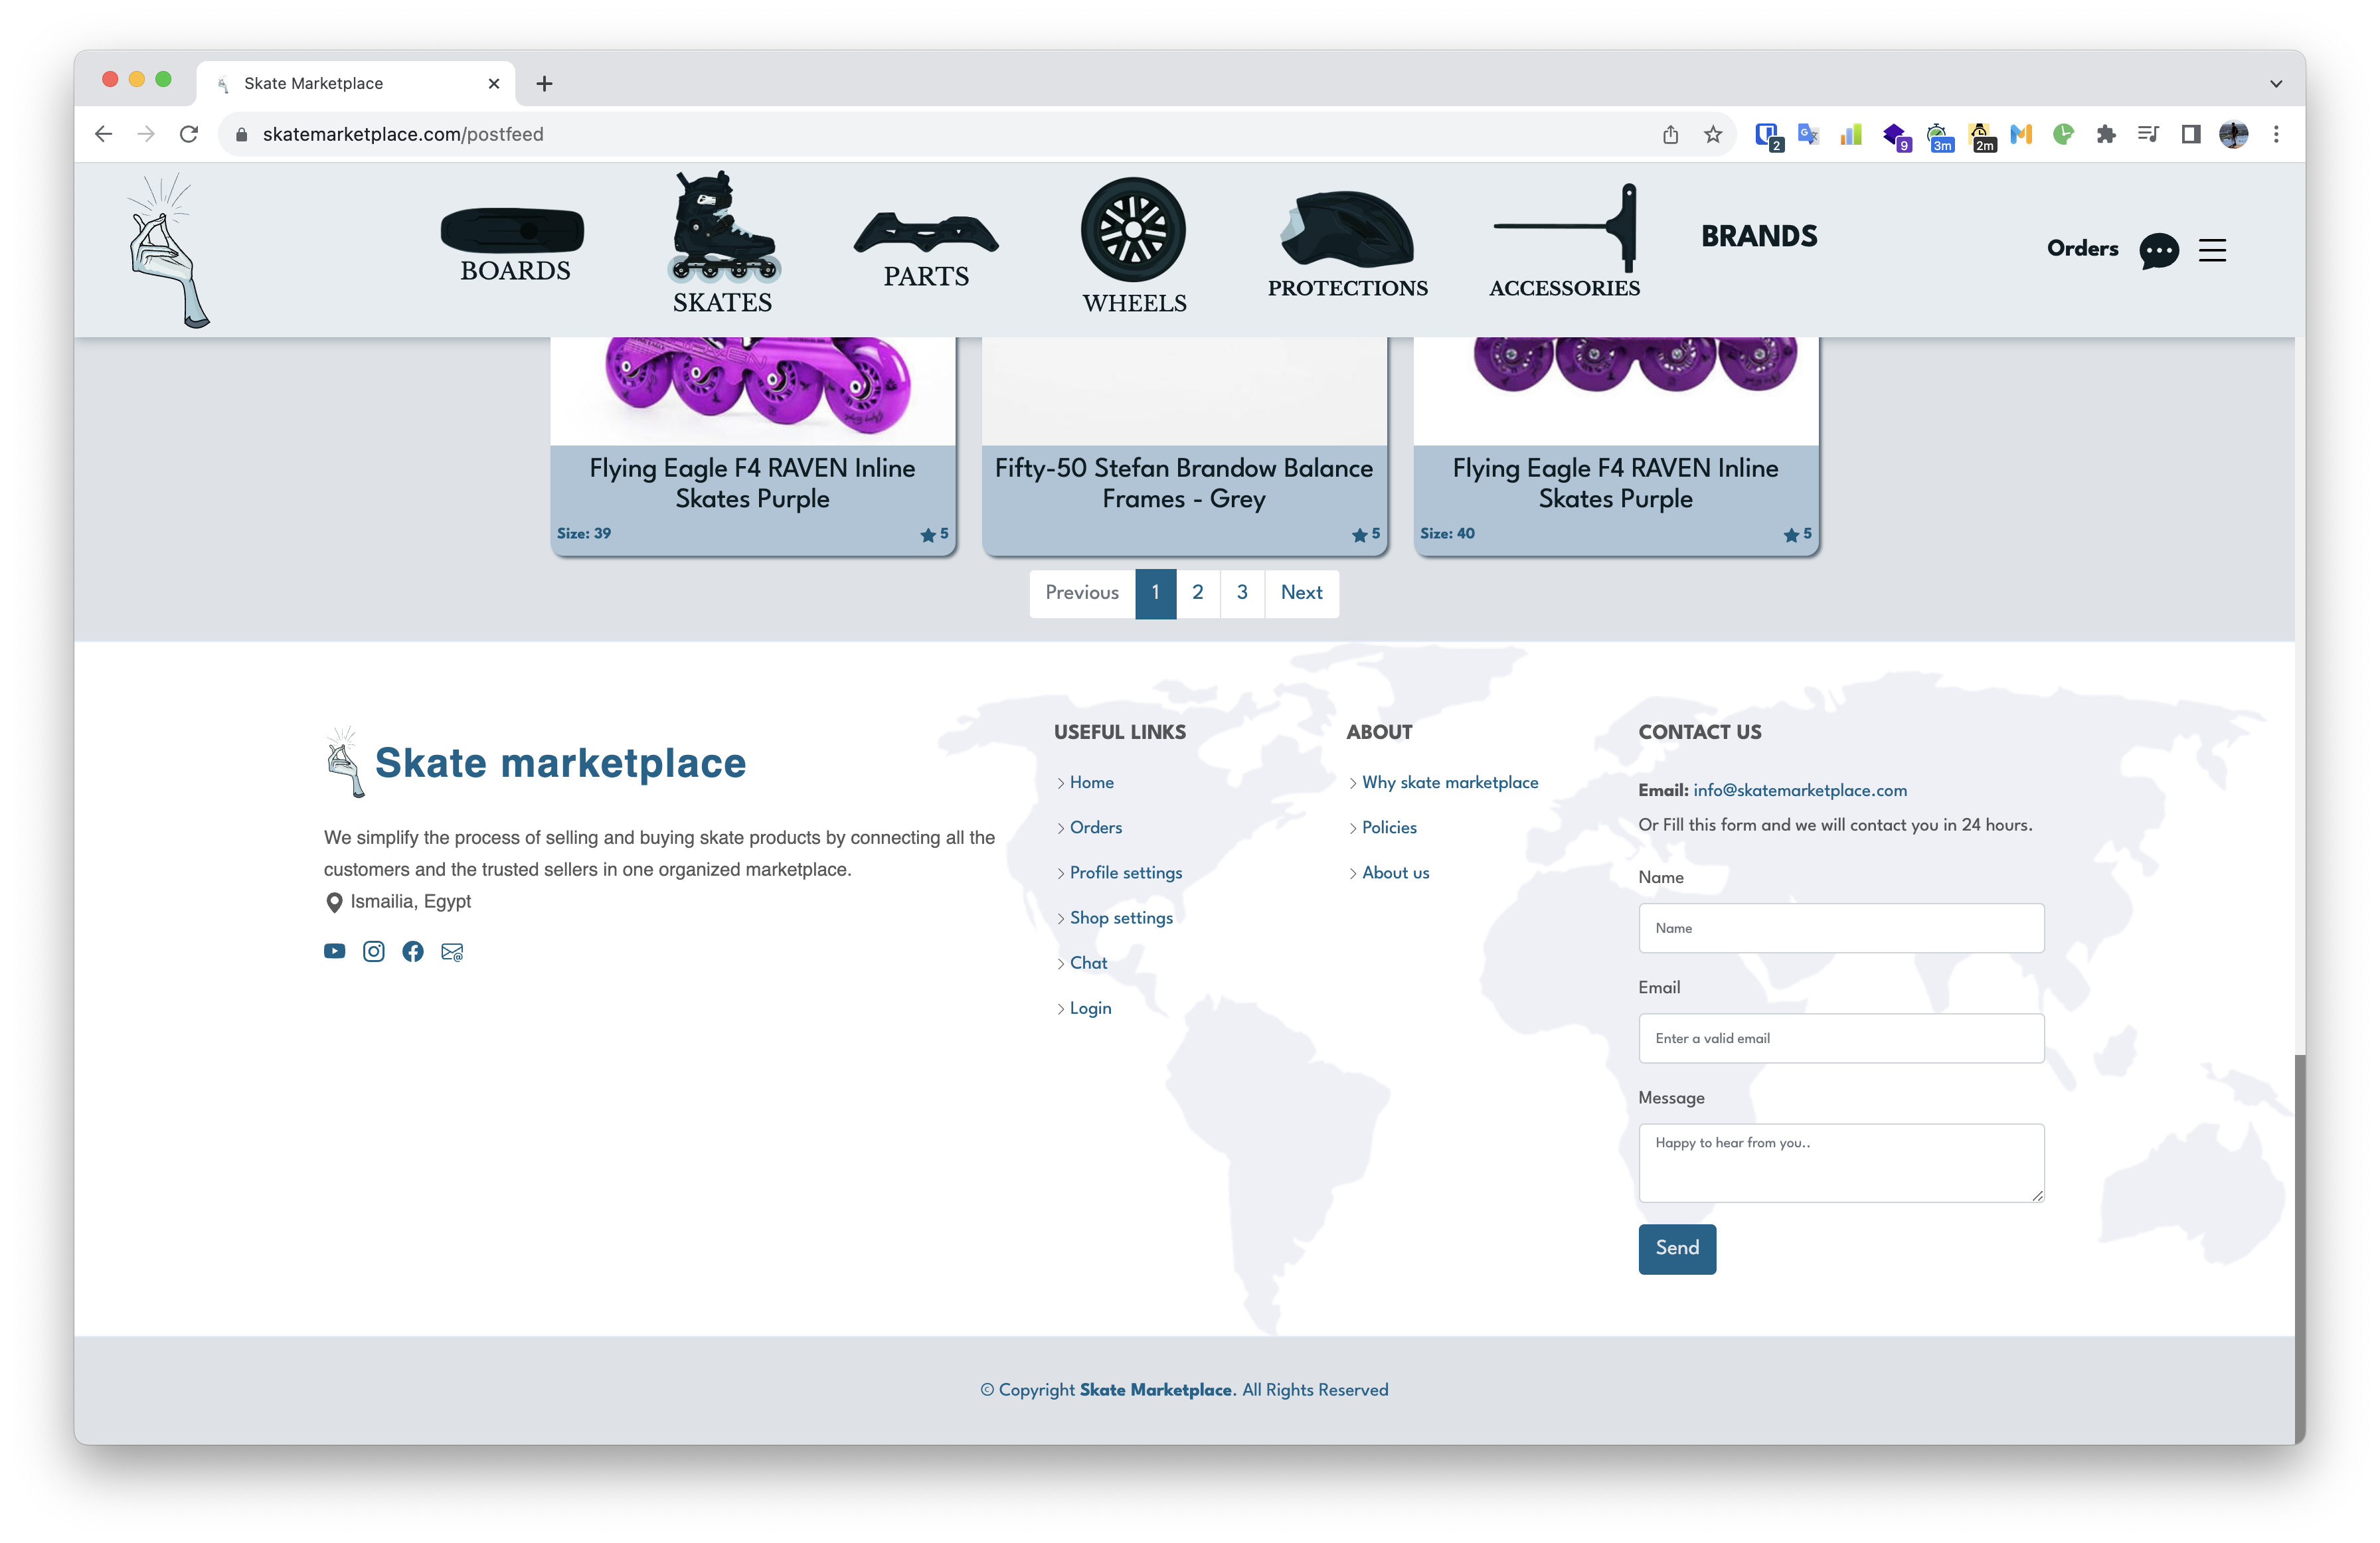 Skate Marketplace
skatemarketplace.com/postfeed
2
9
3m
2m
BOARDS
SKATES
PARTS
WHEELS
PROTECTIONS
ACCESSORIES
BRANDS
Orders
Flying Eagle F4 RAVEN Inline
Skates Purple
Size: 39
5
Fifty-50 Stefan Brandow Balance
Frames - Grey
5
Flying Eagle F4 RAVEN Inline
Skates Purple
Size: 40
5
Previous 1 2 3 Next
Skate marketplace
We simplify the process of selling and buying skate products by connecting all the
customers and the trusted sellers in one organized marketplace.
Ismailia, Egypt
USEFUL LINKS
Home
Orders
Profile settings
Shop settings
Chat
Login
ABOUT
Why skate marketplace
Policies
About us
CONTACT US
Email: info@skatemarketplace.com
Or Fill this form and we will contact you in 24 hours.
Name
Name
Email
Enter a valid email
Message
Happy to hear from you..
Send
© Copyright Skate Marketplace. All Rights Reserved